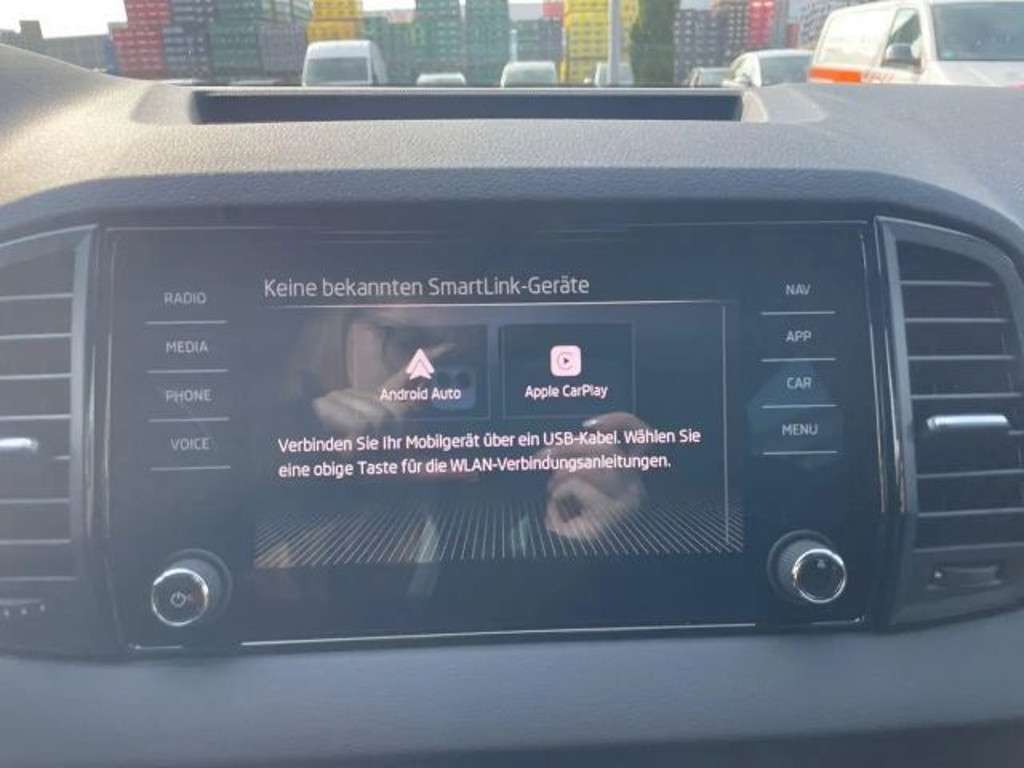 Keine bekannten SmartLink-Geräte
RADIO
MEDIA
PHONE
VOICE
Android Auto
Apple CarPlay
Verbinden Sie Ihr Mobilgerät über ein USB-Kabel. Wählen Sie
eine obige Taste für die WLAN-Verbindungsanleitungen.
NAV
APP
CAR
MENU